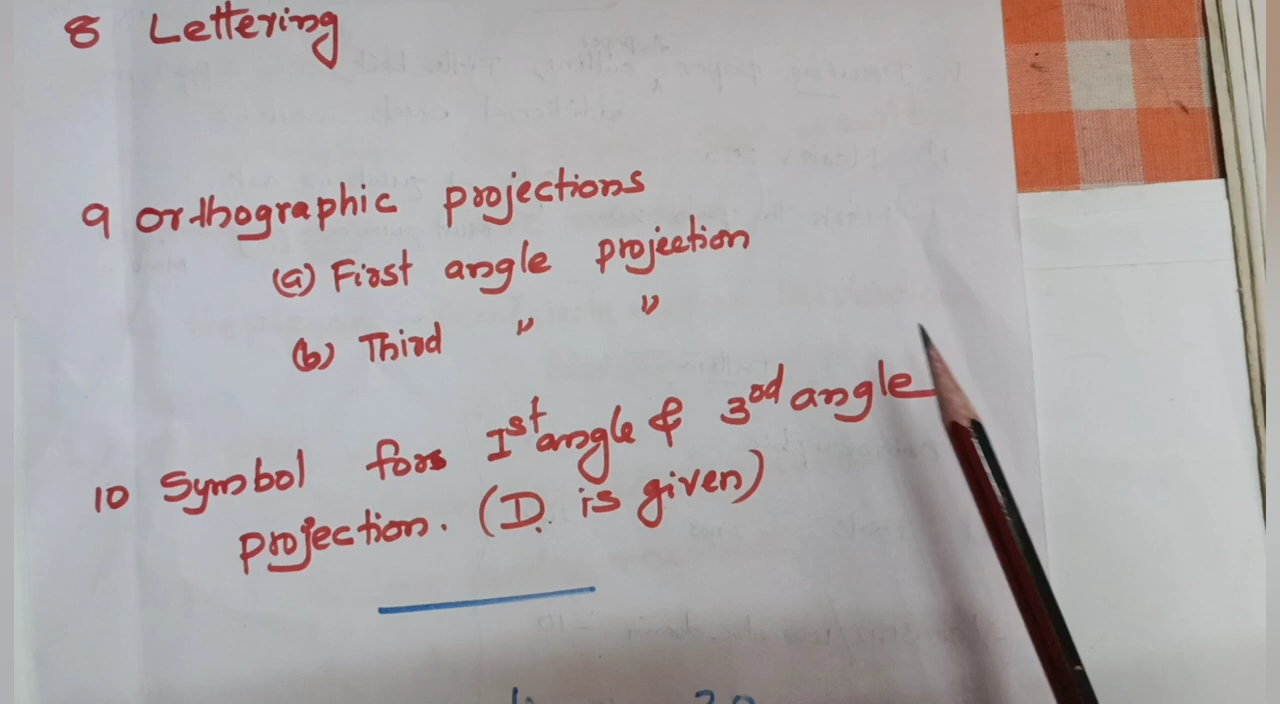 8 Lettering
9 Orthographic projections
(a) First angle projection
(b) Third " "
10 Symbol for Ist angle & 3rd angle
projection. (D. is given)